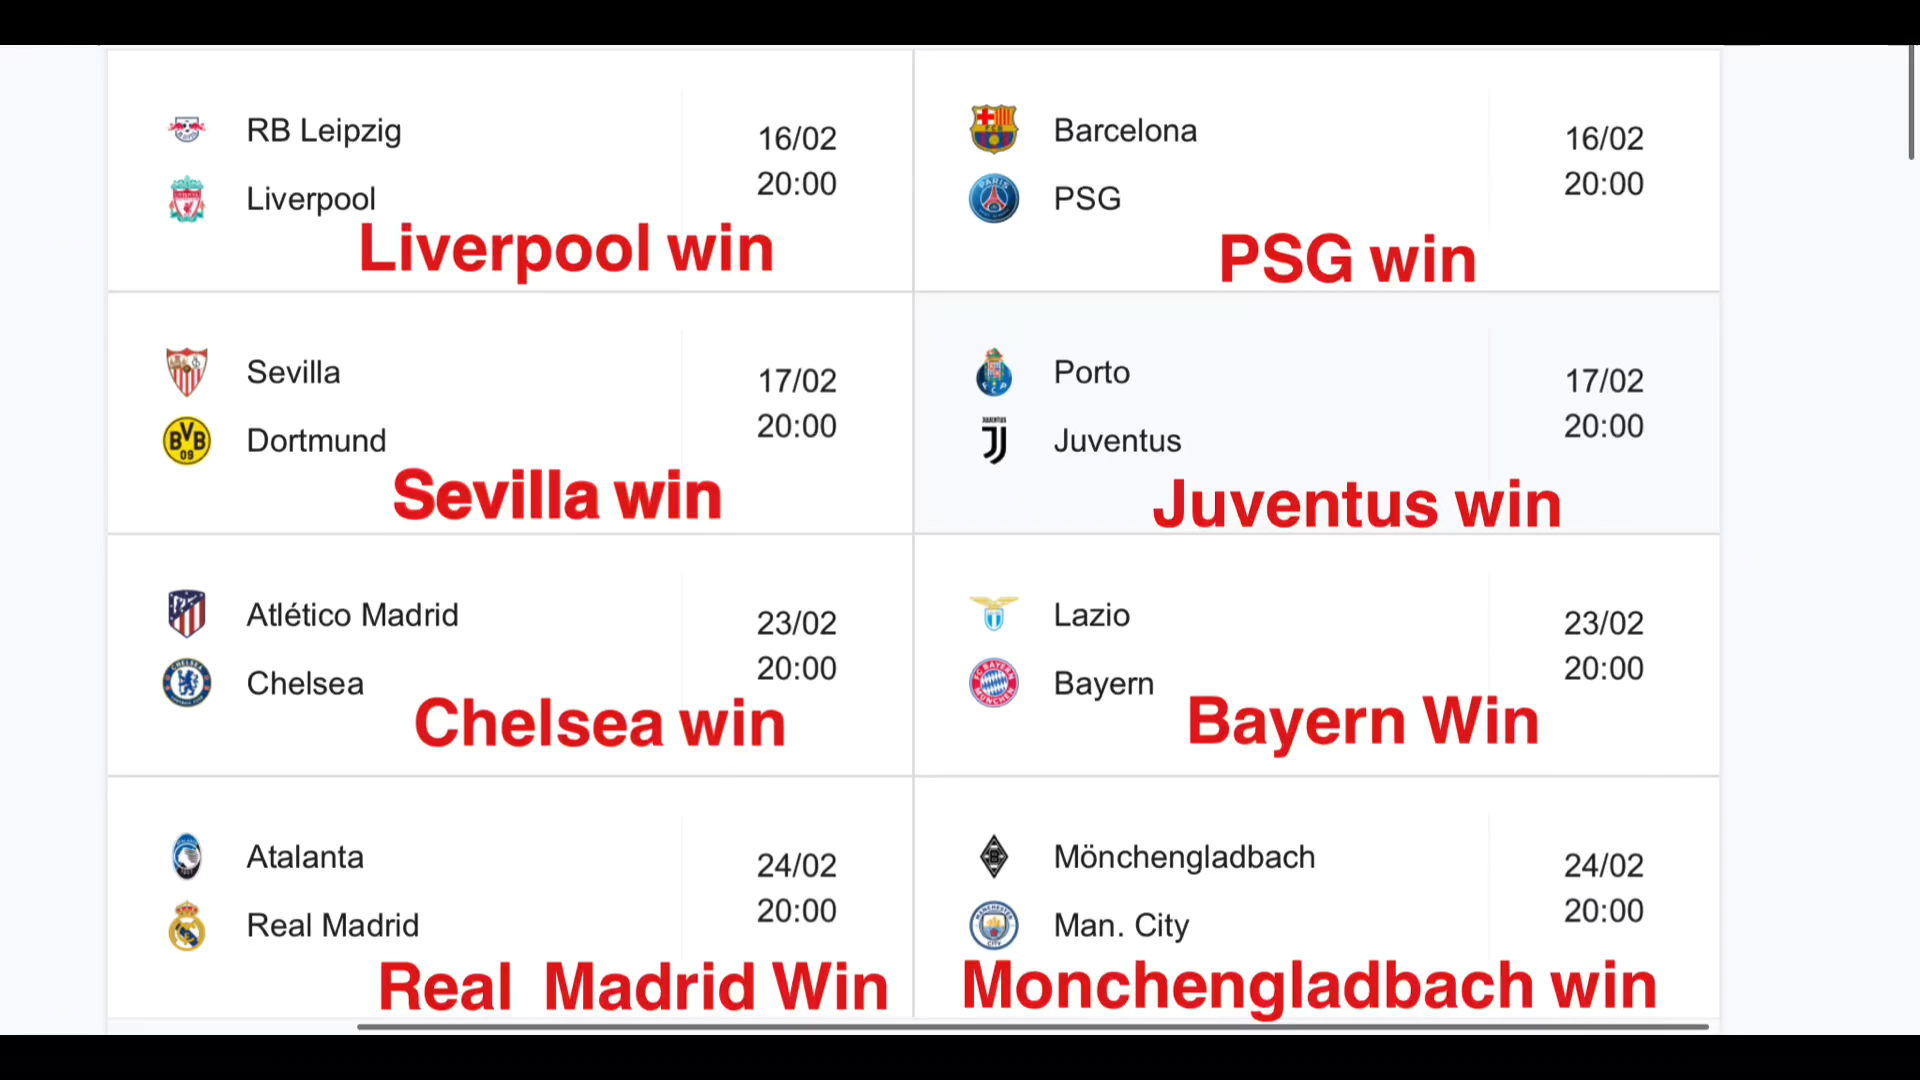 RB Leipzig
16/02
Liverpool
20:00
Liverpool win
Barcelona
16/02
PSG
20:00
PSG win
Sevilla
17/02
Dortmund
20:00
Sevilla win
Porto
17/02
Juventus
20:00
Juventus win
Atlético Madrid
23/02
Chelsea
20:00
Chelsea win
Lazio
23/02
Bayern
20:00
Bayern Win
Atalanta
24/02
Real Madrid
20:00
Real  Madrid Win
Mönchengladbach
24/02
Man. City
20:00
Monchengladbach win